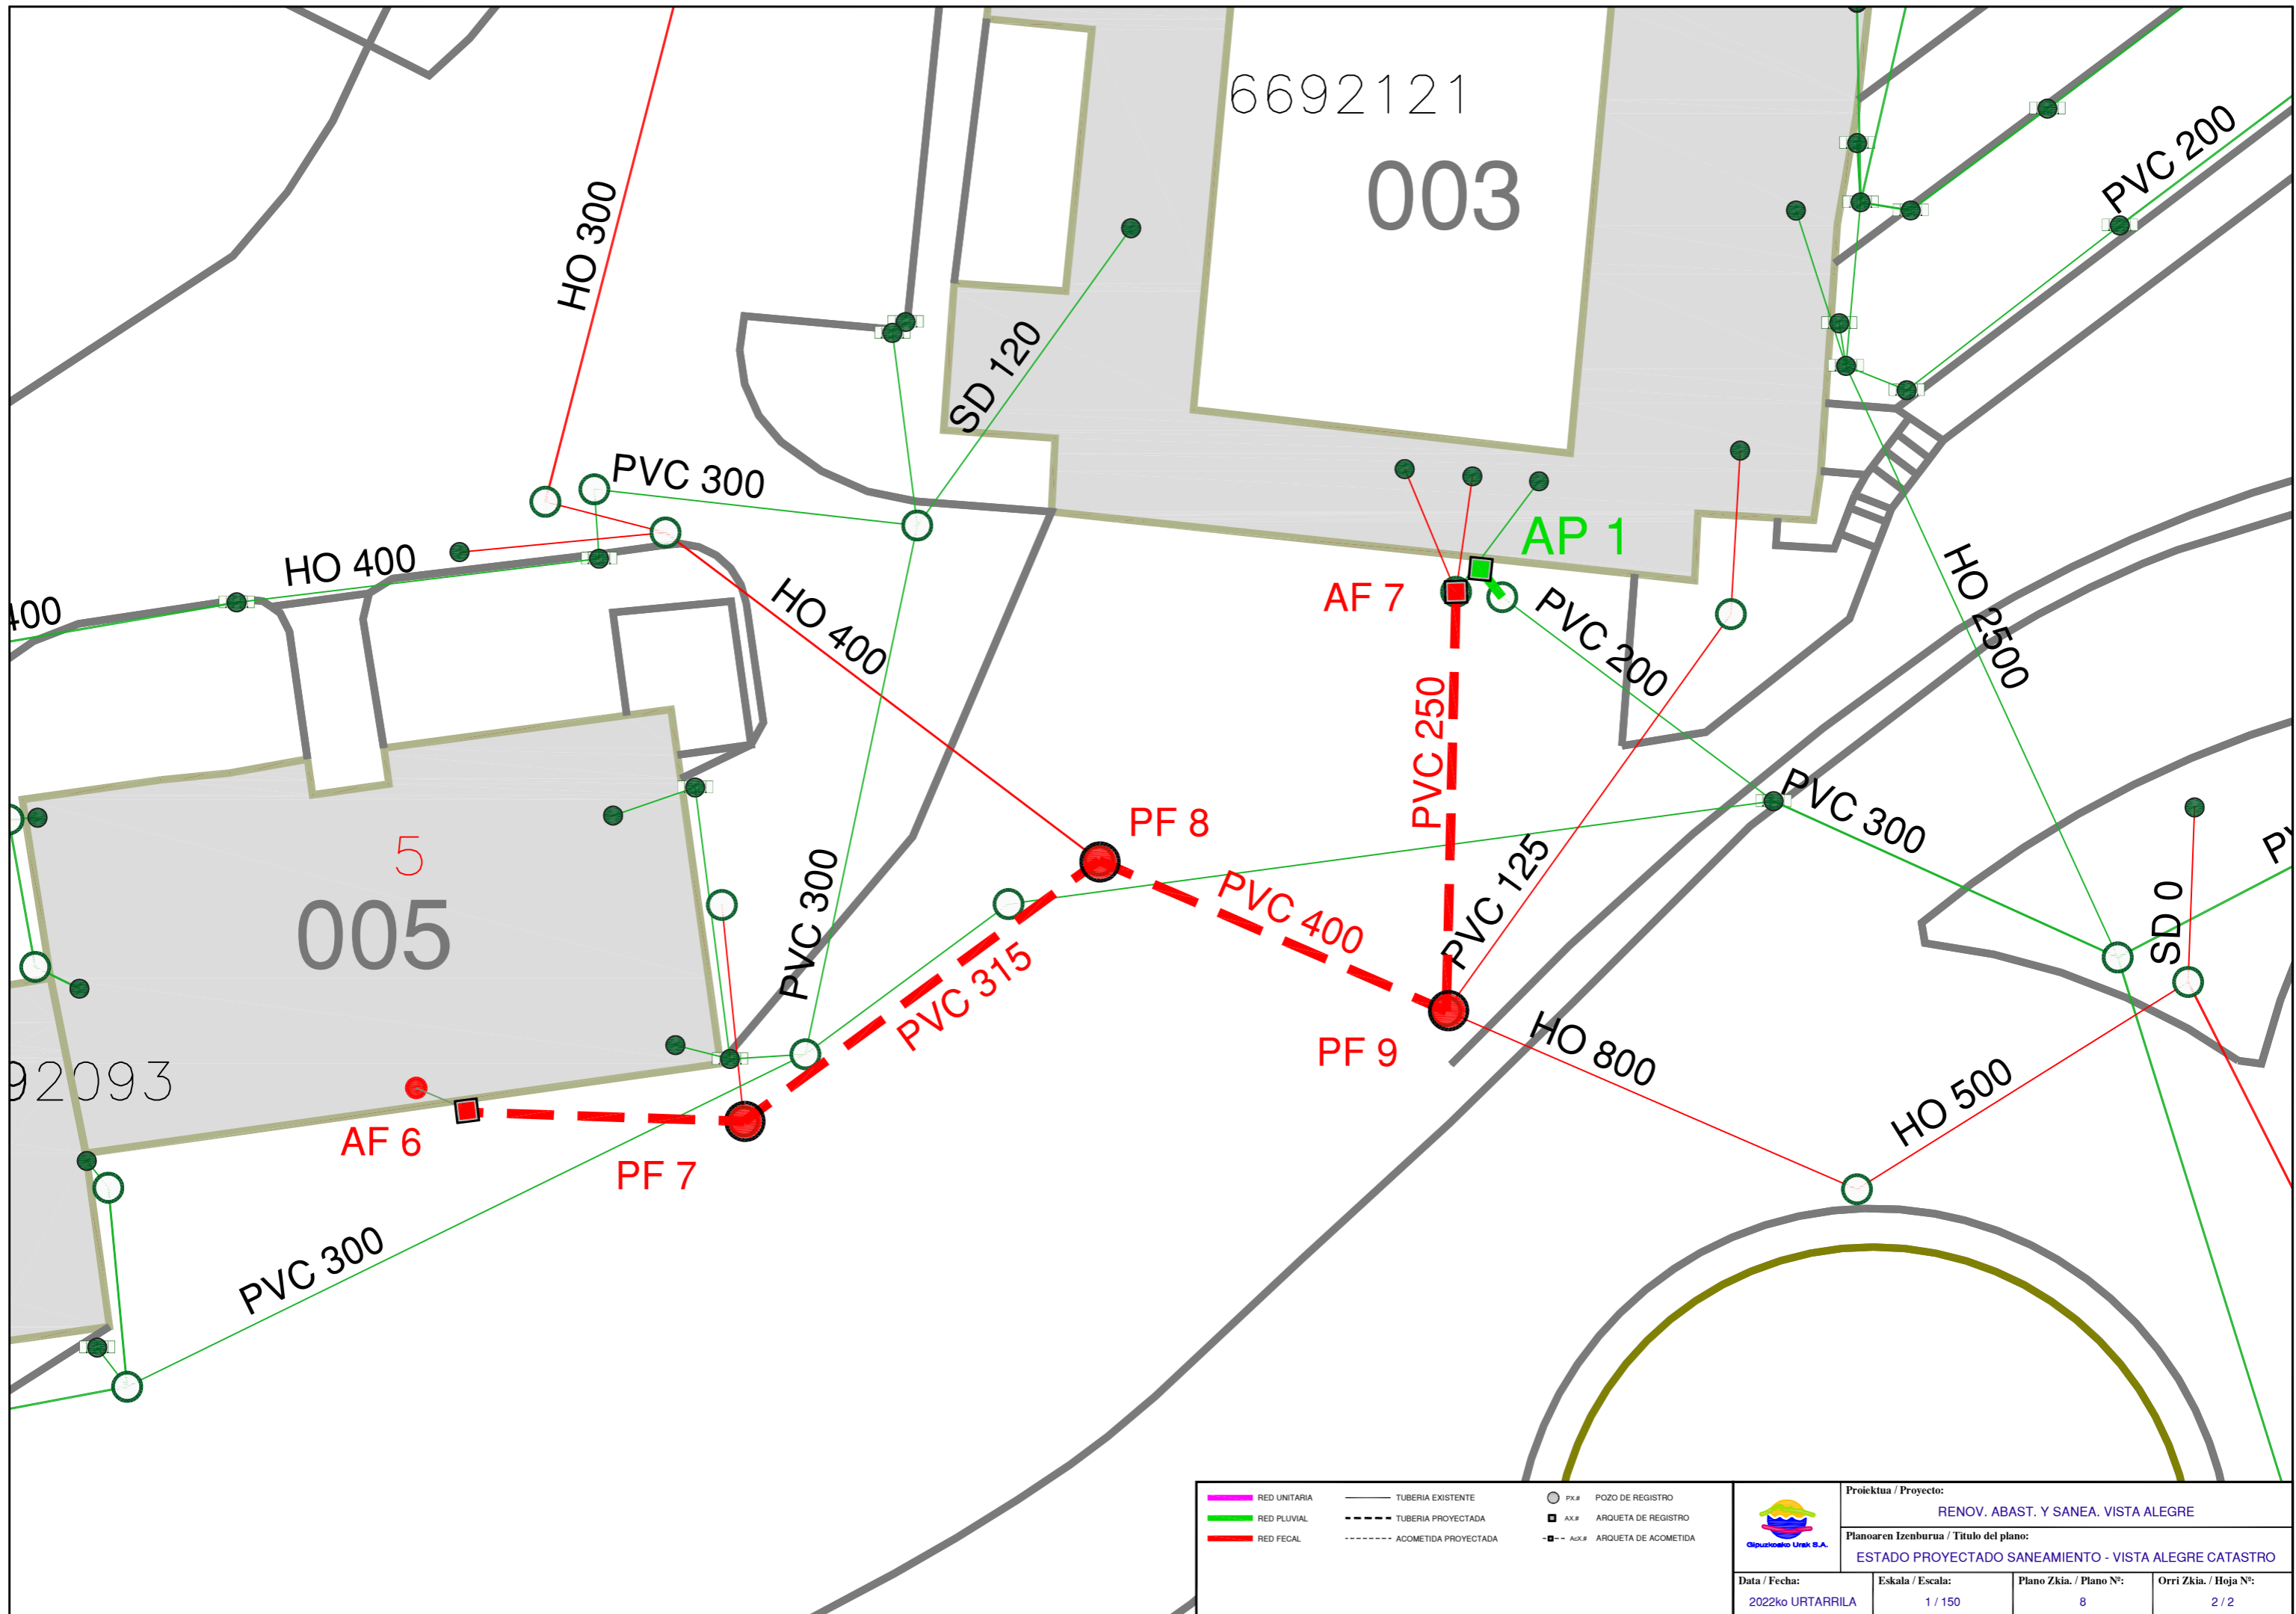 6692121
003
PVC 200
HO 300
SD 120
PVC 300
HO 400
400
HO 400
AP 1
AF 7
PVC 200
HO 2500
PVC 250
PF 8
PVC 300
5
005
PVC 300
PVC 315
PVC 400
PVC 125
SD 0
92093
PF 9
HO 800
HO 500
AF 6
PF 7
PVC 300
RED UNITARIA
RED PLUVIAL
RED FECAL
TUBERIA EXISTENTE
TUBERIA PROYECTADA
ACOMETIDA PROYECTADA
PX.# POZO DE REGISTRO
AX.# ARQUETA DE REGISTRO
AcX.# ARQUETA DE ACOMETIDA
Gipuzkoako Urak S.A.
Proiektua / Proyecto:
RENOV. ABAST. Y SANEA. VISTA ALEGRE
Planoaren Izenburua / Titulo del plano:
ESTADO PROYECTADO SANEAMIENTO - VISTA ALEGRE CATASTRO
Data / Fecha:
2022ko URTARRILA
Eskala / Escala:
1 / 150
Plano Zkia. / Plano Nº:
8
Orri Zkia. / Hoja Nº:
2 / 2